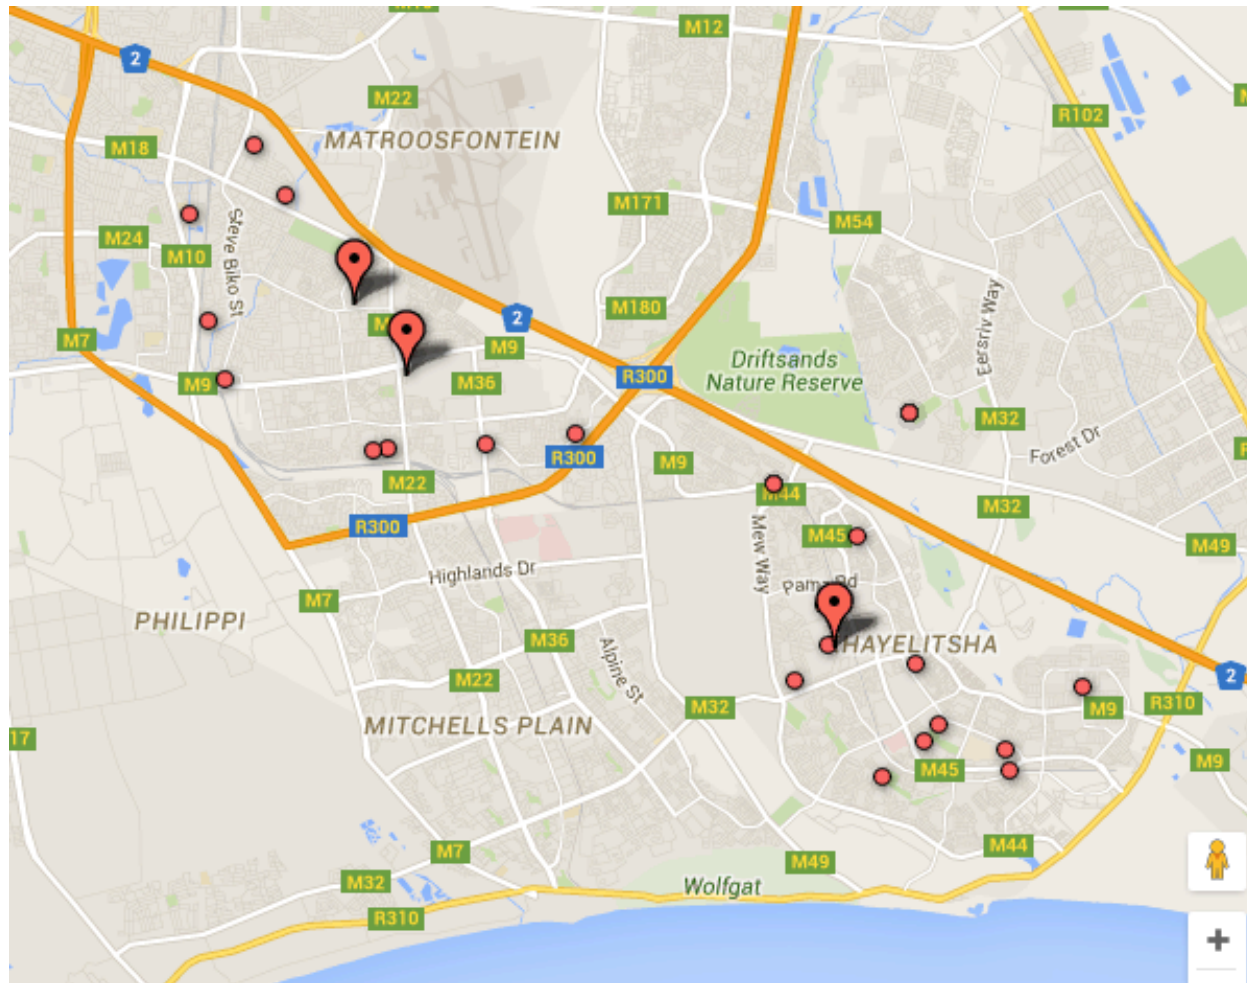 M12
2
M22
R102
MATROOSFONTEIN
M18
M171
M54
M24
Steve Biko St
M10
Eersriv Way
M180
2
M7
M9
Driftsands
Nature Reserve
R300
M9
M36
M32
Forest Dr
R300
M9
M22
M44
M32
R300
Mew Way
M45
M49
Highlands Dr
M7
PHILIPPI
M36
HAYELITSHA
Alpine St
M22
2
M32
R310
M9
MITCHELLS PLAIN
17
M9
M45
M7
M44
M49
M32
Wolfgat
R310
+